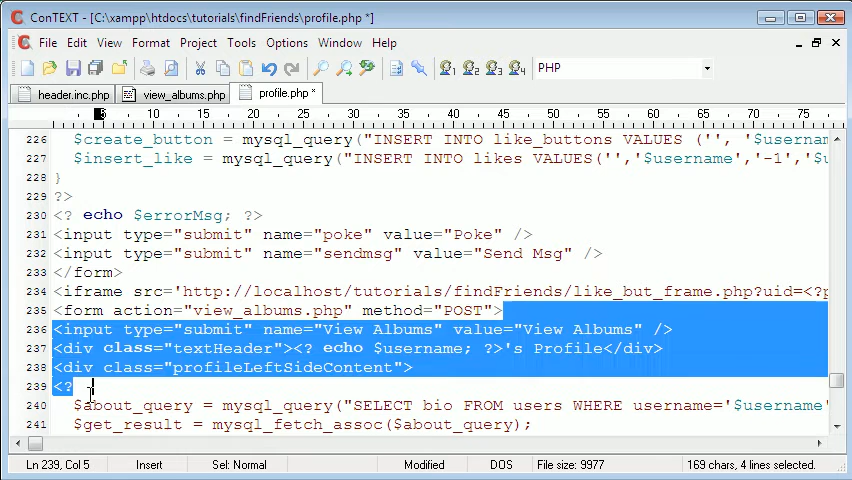 ConTEXT - [C:\xampp\htdocs\tutorials\findFriends\profile.php *]
File Edit View Format Project Tools Options Window Help
PHP
header.inc.php view_albums.php profile.php *
5 10 15 20 25 30 35 40 45 50 55 60 65 70 75
226 $create_button = mysql_query("INSERT INTO like_buttons VALUES ('', '$usernam
227 $insert_like = mysql_query("INSERT INTO likes VALUES('','$username','-1','$u
228 }
229 ?>
230 <? echo $errorMsg; ?>
231 <input type="submit" name="poke" value="Poke" />
232 <input type="submit" name="sendmsg" value="Send Msg" />
233 </form>
234 <iframe src='http://localhost/tutorials/findFriends/like_but_frame.php?uid=<?p
235 <form action="view_albums.php" method="POST">
236 <input type="submit" name="View Albums" value="View Albums" />
237 <div class="textHeader"><? echo $username; ?>'s Profile</div>
238 <div class="profileLeftSideContent">
239 <?
240 $about_query = mysql_query("SELECT bio FROM users WHERE username='$username'
241 $get_result = mysql_fetch_assoc($about_query);
Ln 239, Col 5 Insert Sel: Normal Modified DOS File size: 9977 169 chars, 4 lines selected.